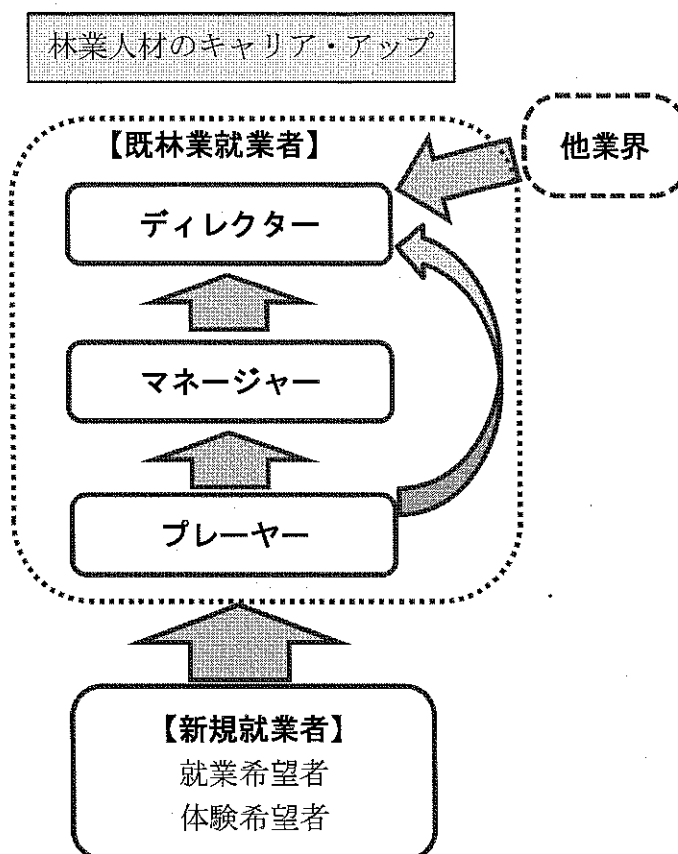 林業人材のキャリア・アップ
他業界
【既林業就業者】
ディレクター
マネージャー
プレーヤー
【新規就業者】
就業希望者
体験希望者